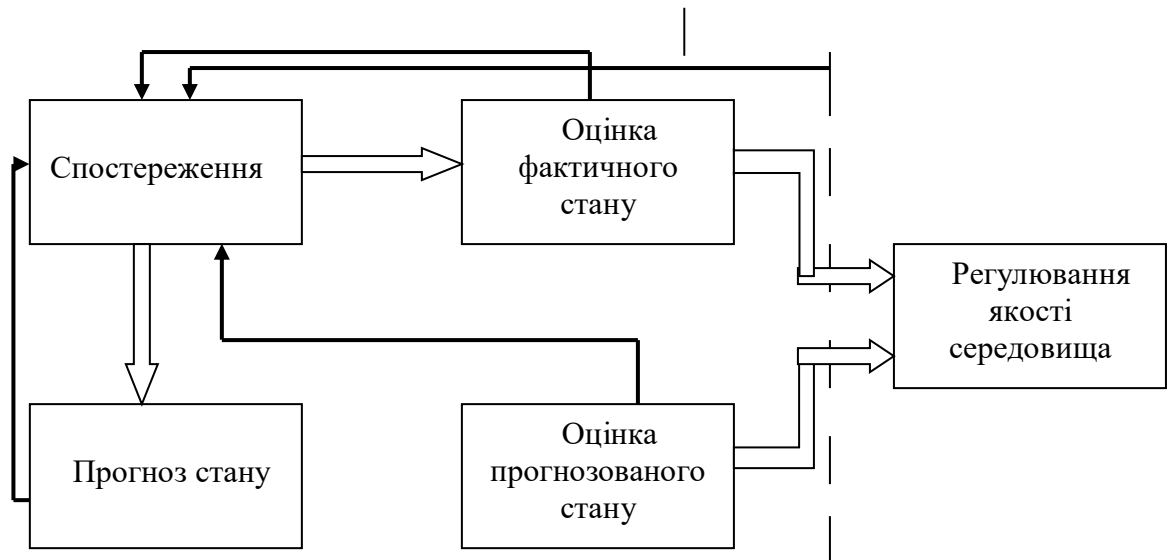 Спостереження
Оцінка
фактичного
стану
Регулювання
якості
середовища
Прогноз стану
Оцінка
прогнозованого
стану